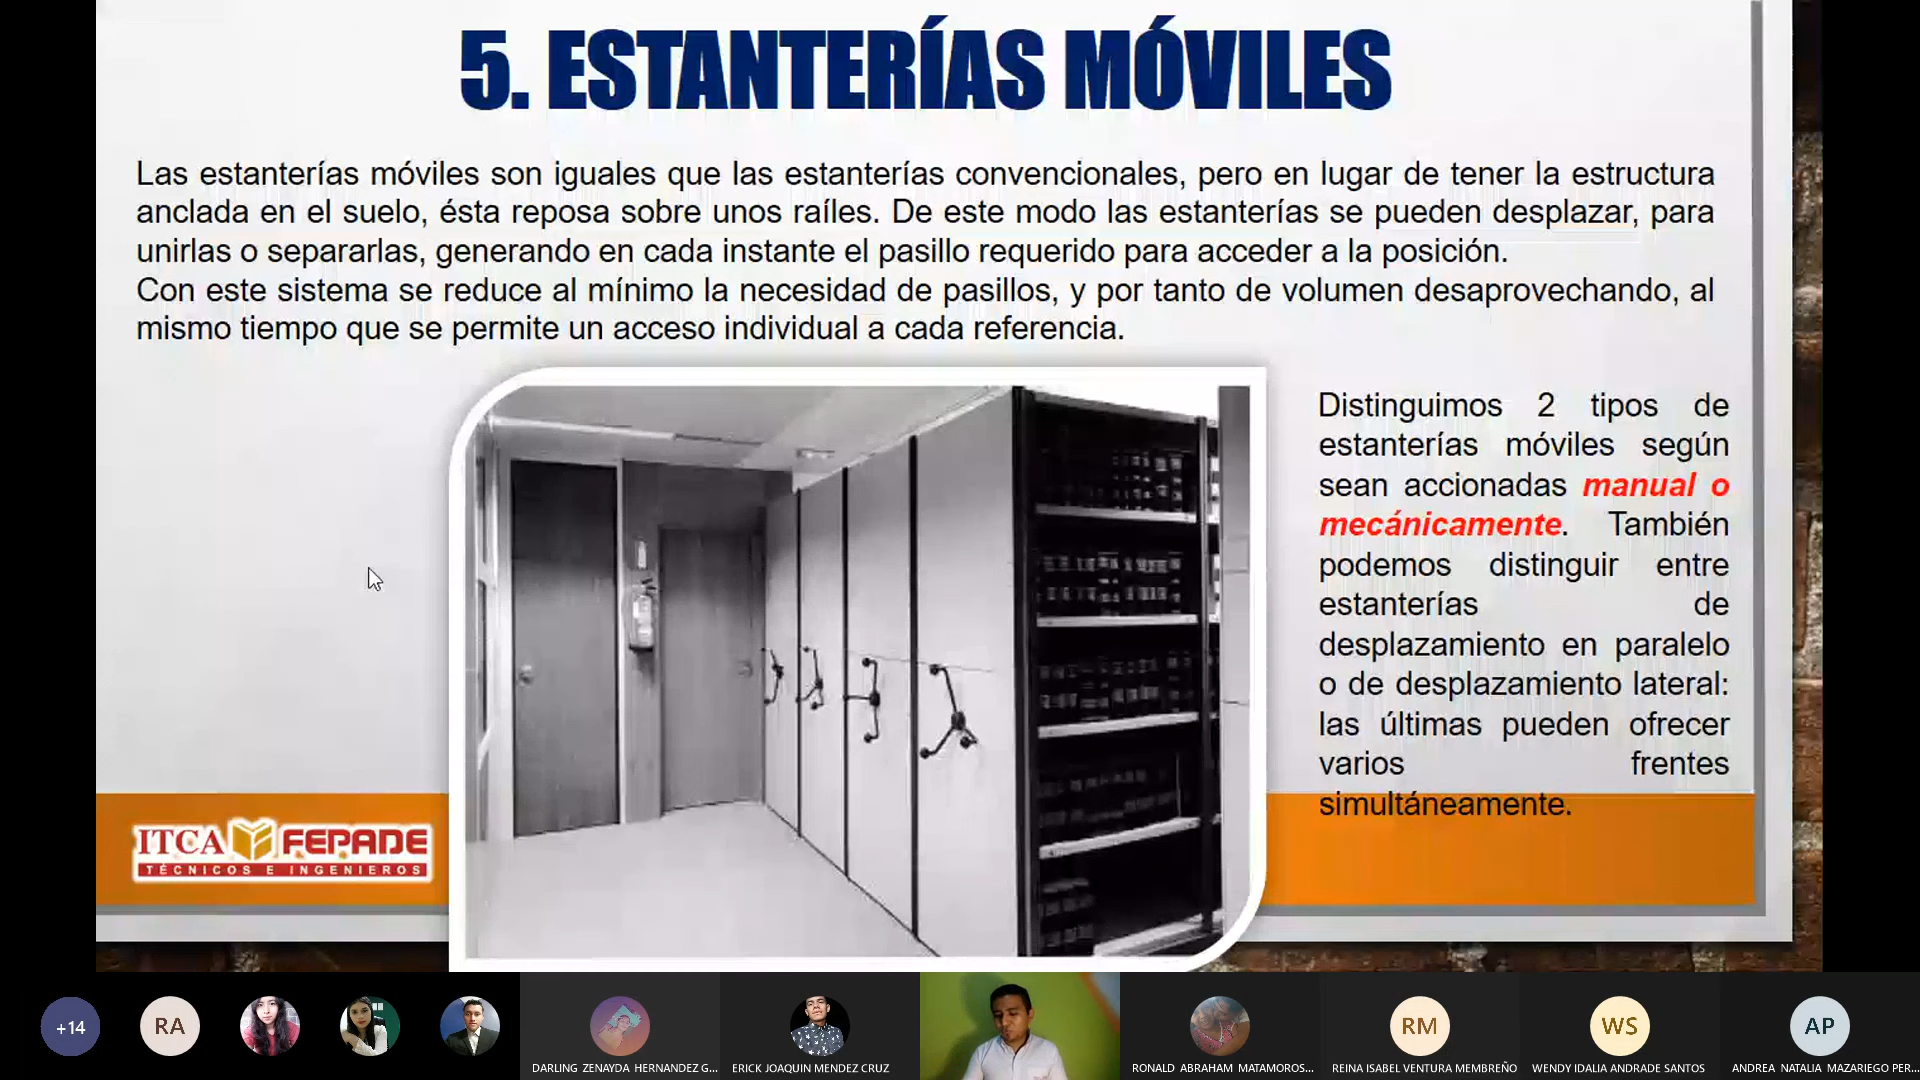 5. ESTANTERÍAS MÓVILES
Las estanterías móviles son iguales que las estanterías convencionales, pero en lugar de tener la estructura
anclada en el suelo, ésta reposa sobre unos raíles. De este modo las estanterías se pueden desplazar, para
unirlas o separarlas, generando en cada instante el pasillo requerido para acceder a la posición.
Con este sistema se reduce al mínimo la necesidad de pasillos, y por tanto de volumen desaprovechando, al
mismo tiempo que se permite un acceso individual a cada referencia.
Distinguimos 2 tipos de
estanterías móviles según
sean accionadas manual o
mecánicamente. También
podemos distinguir entre
estanterías de
desplazamiento en paralelo
o de desplazamiento lateral:
las últimas pueden ofrecer
varios frentes
simultáneamente.
ITCA FEPADE
TÉCNICOS E INGENIEROS
+14
RA
RM
WS
AP
DARLING ZENAYDA HERNANDEZ G...
ERICK JOAQUIN MENDEZ CRUZ
RONALD ABRAHAM MATAMOROS...
REINA ISABEL VENTURA MEMBREÑO
WENDY IDALIA ANDRADE SANTOS
ANDREA NATALIA MAZARIEGO PER...